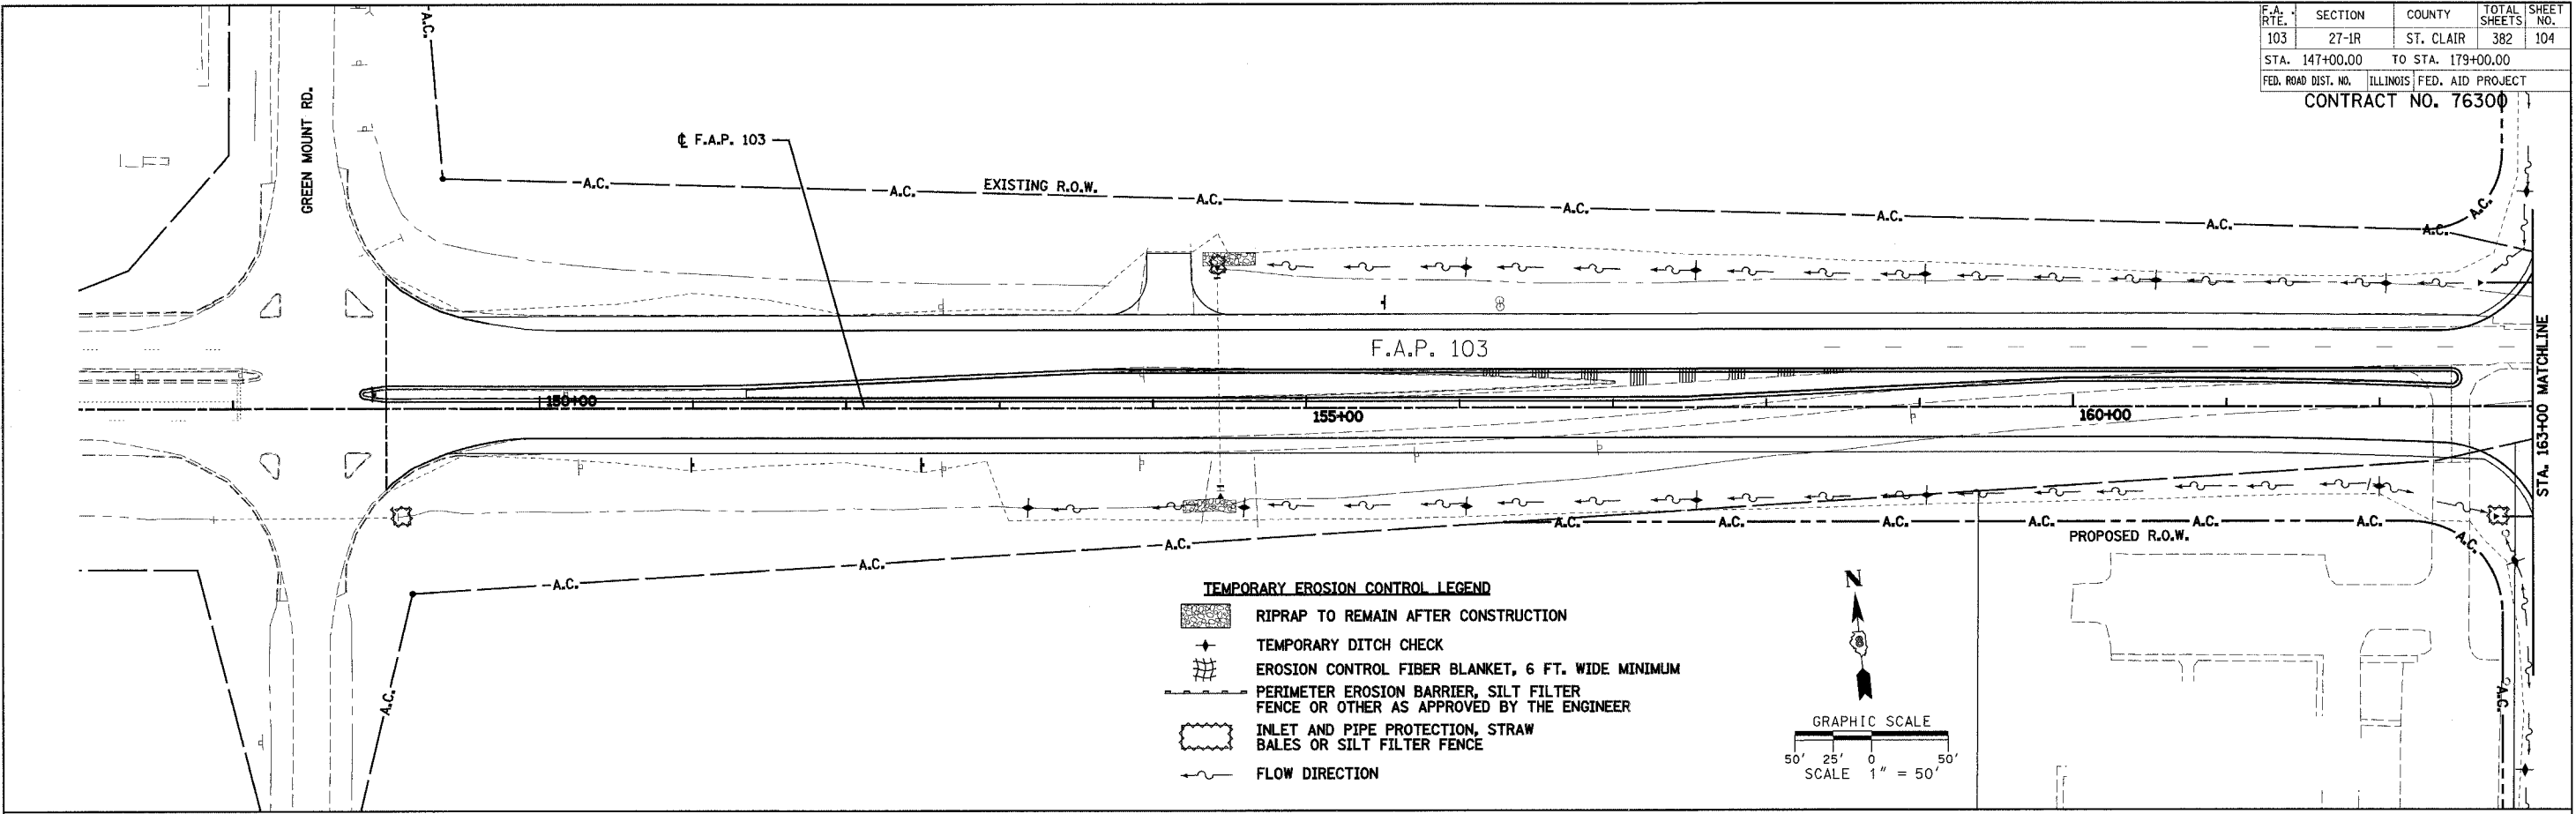 F.A. RTE. SECTION COUNTY TOTAL SHEETS SHEET NO.
103 27-1R ST. CLAIR 382 104
STA. 147+00.00 TO STA. 179+00.00
FED. ROAD DIST. NO. ILLINOIS FED. AID PROJECT
CONTRACT NO. 76300
A.C.
GREEN MOUNT RD.
℄ F.A.P. 103
A.C. A.C. EXISTING R.O.W. A.C. A.C. A.C. A.C. A.C. A.C.
F.A.P. 103
150+00 155+00 160+00
STA. 163+00 MATCHLINE
A.C. A.C. A.C. A.C. A.C. A.C. A.C. A.C. A.C. A.C.
PROPOSED R.O.W.
A.C.
A.C.
TEMPORARY EROSION CONTROL LEGEND
RIPRAP TO REMAIN AFTER CONSTRUCTION
TEMPORARY DITCH CHECK
EROSION CONTROL FIBER BLANKET, 6 FT. WIDE MINIMUM
PERIMETER EROSION BARRIER, SILT FILTER
FENCE OR OTHER AS APPROVED BY THE ENGINEER
INLET AND PIPE PROTECTION, STRAW
BALES OR SILT FILTER FENCE
FLOW DIRECTION
N
GRAPHIC SCALE
50' 25' 0 50'
SCALE 1" = 50'